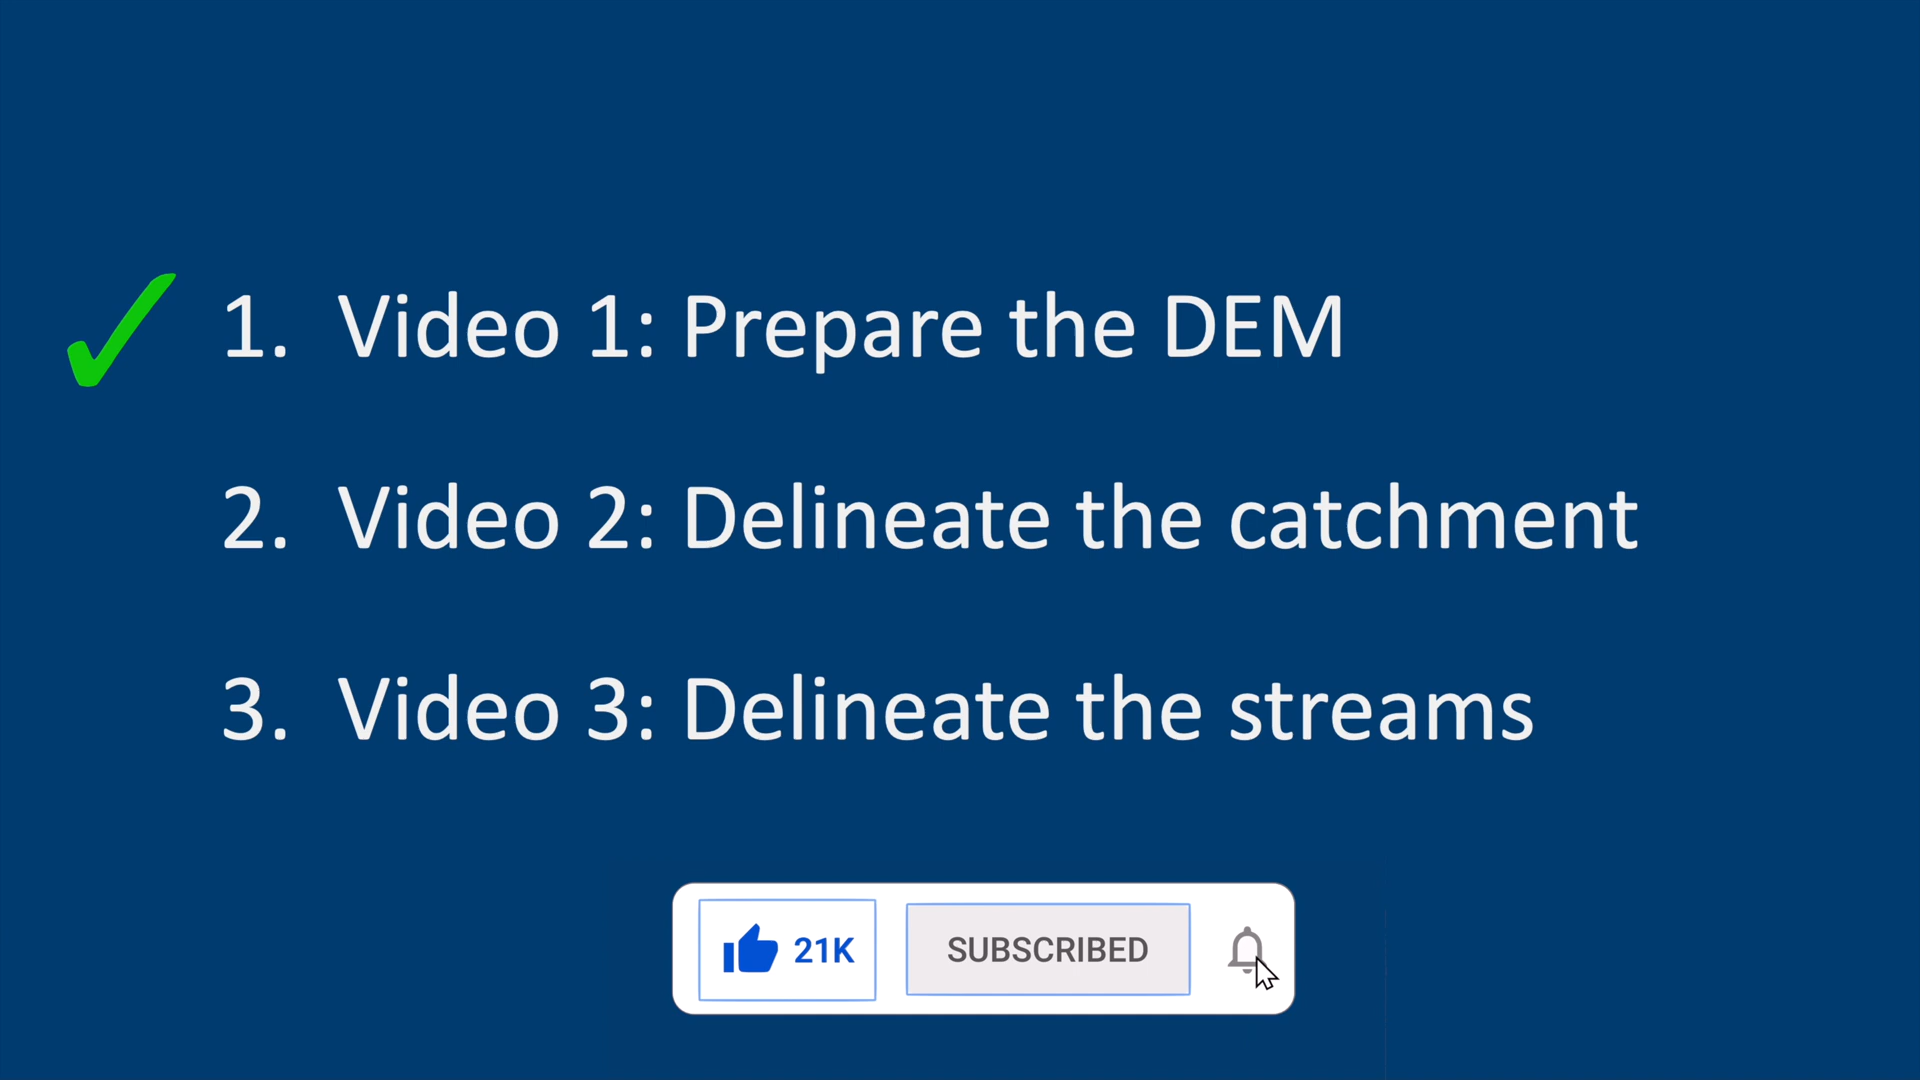 1. Video 1: Prepare the DEM
2. Video 2: Delineate the catchment
3. Video 3: Delineate the streams
21K SUBSCRIBED